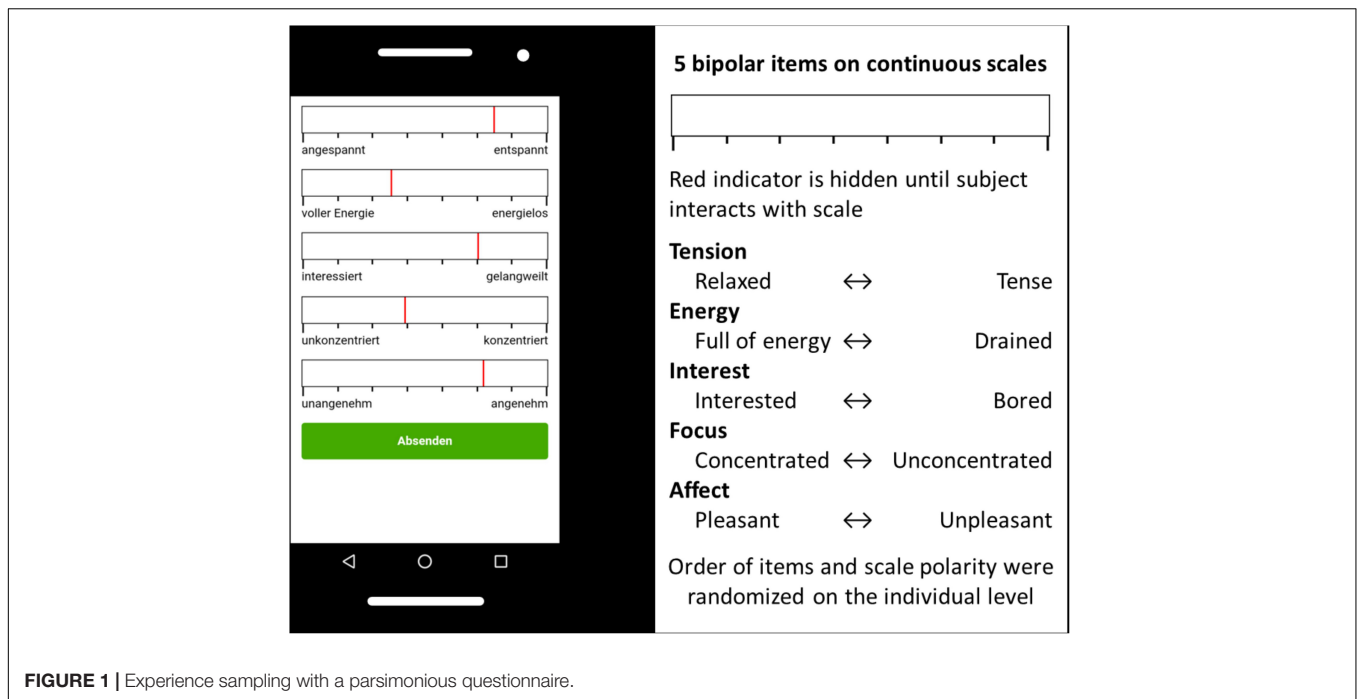 angespannt entspannt
voller Energie energielos
interessiert gelangweilt
unkonzentriert konzentriert
unangenehm angenehm
Absenden
5 bipolar items on continuous scales
Red indicator is hidden until subject
interacts with scale
Tension
Relaxed ↔ Tense
Energy
Full of energy ↔ Drained
Interest
Interested ↔ Bored
Focus
Concentrated ↔ Unconcentrated
Affect
Pleasant ↔ Unpleasant
Order of items and scale polarity were
randomized on the individual level
FIGURE 1 | Experience sampling with a parsimonious questionnaire.